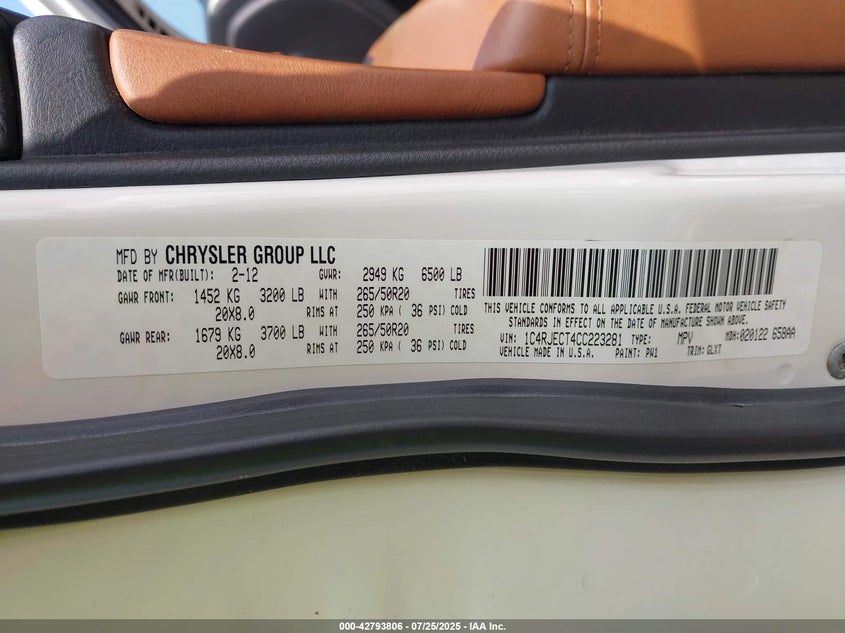 MFD BY CHRYSLER GROUP LLC
DATE OF MFR(BUILT): 2-12 GVWR: 2949 KG 6500 LB
GAWR FRONT: 1452 KG 3200 LB WITH 265/50R20 TIRES
20X8.0 RIMS AT 250 KPA ( 36 PSI) COLD
GAWR REAR: 1679 KG 3700 LB WITH 265/50R20 TIRES
20X8.0 RIMS AT 250 KPA ( 36 PSI) COLD
THIS VEHICLE CONFORMS TO ALL APPLICABLE U.S.A. FEDERAL MOTOR VEHICLE SAFETY
STANDARDS IN EFFECT ON THE DATE OF MANUFACTURE SHOWN ABOVE.
VIN: 1C4RJECT4CC223281 TYPE: MPV MDH: 020122 658AA
VEHICLE MADE IN U.S.A. PAINT: PW1 TRIM: GLXT
000-42793806 | 07/25/2025 - IAA Inc.